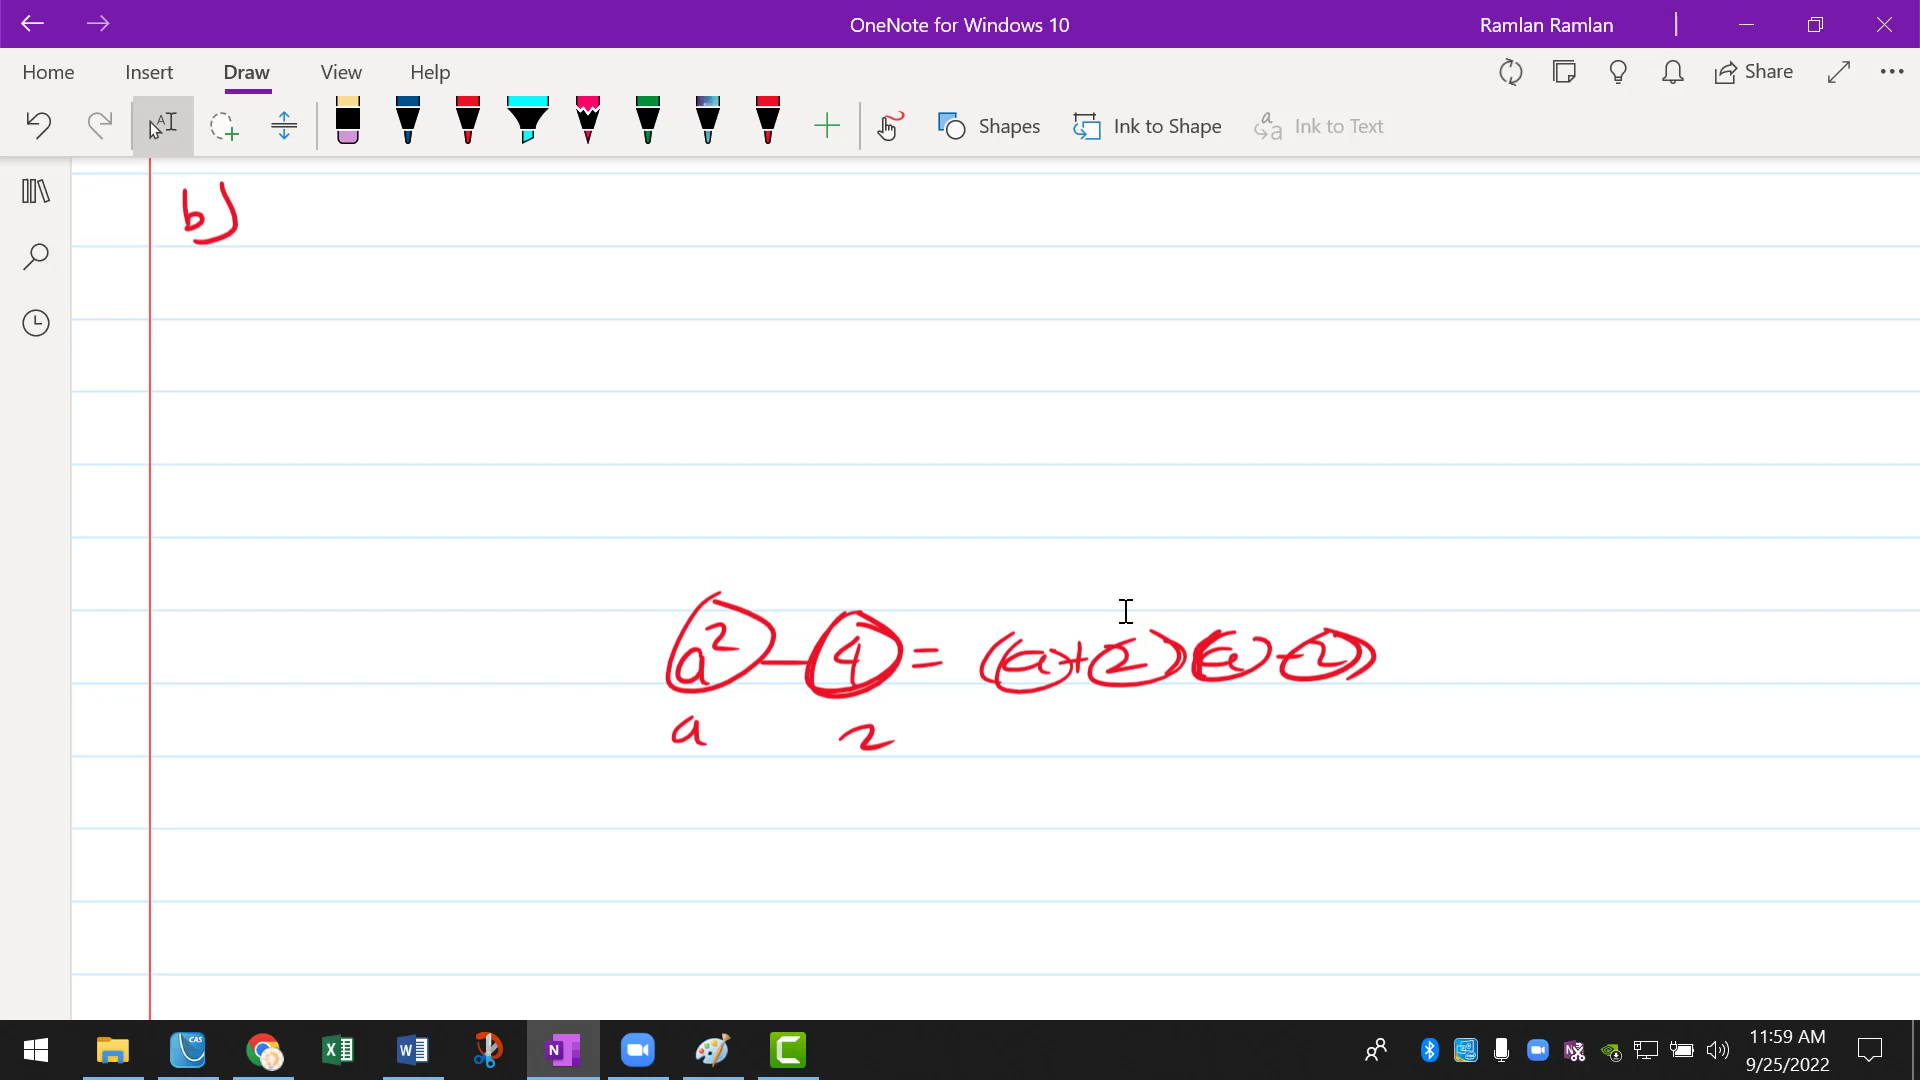 OneNote for Windows 10
Ramlan Ramlan
Home Insert Draw View Help
Share
Shapes Ink to Shape Ink to Text
b)
a² - 4 = (a+2)(a-2)
a 2
11:59 AM
9/25/2022